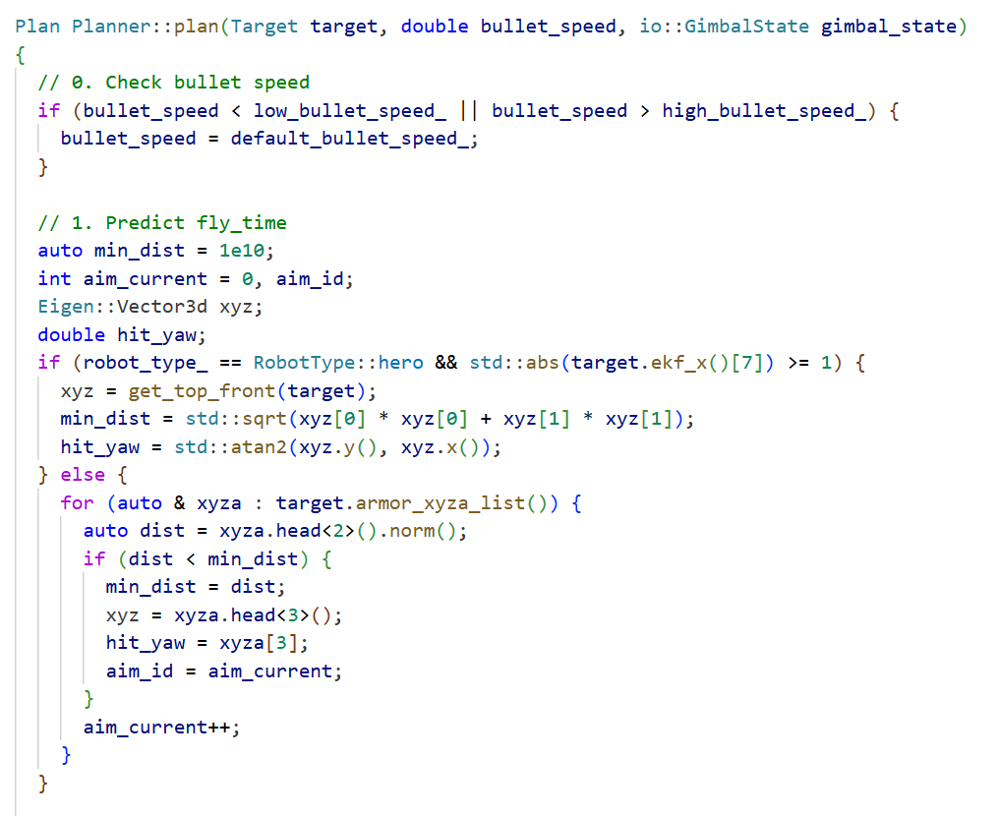 Plan Planner::plan(Target target, double bullet_speed, io::GimbalState gimbal_state)
{
  // 0. Check bullet speed
  if (bullet_speed < low_bullet_speed_ || bullet_speed > high_bullet_speed_) {
    bullet_speed = default_bullet_speed_;
  }

  // 1. Predict fly_time
  auto min_dist = 1e10;
  int aim_current = 0, aim_id;
  Eigen::Vector3d xyz;
  double hit_yaw;
  if (robot_type_ == RobotType::hero && std::abs(target.ekf_x()[7]) >= 1) {
    xyz = get_top_front(target);
    min_dist = std::sqrt(xyz[0] * xyz[0] + xyz[1] * xyz[1]);
    hit_yaw = std::atan2(xyz.y(), xyz.x());
  } else {
    for (auto & xyza : target.armor_xyza_list()) {
      auto dist = xyza.head<2>().norm();
      if (dist < min_dist) {
        min_dist = dist;
        xyz = xyza.head<3>();
        hit_yaw = xyza[3];
        aim_id = aim_current;
      }
      aim_current++;
    }
  }